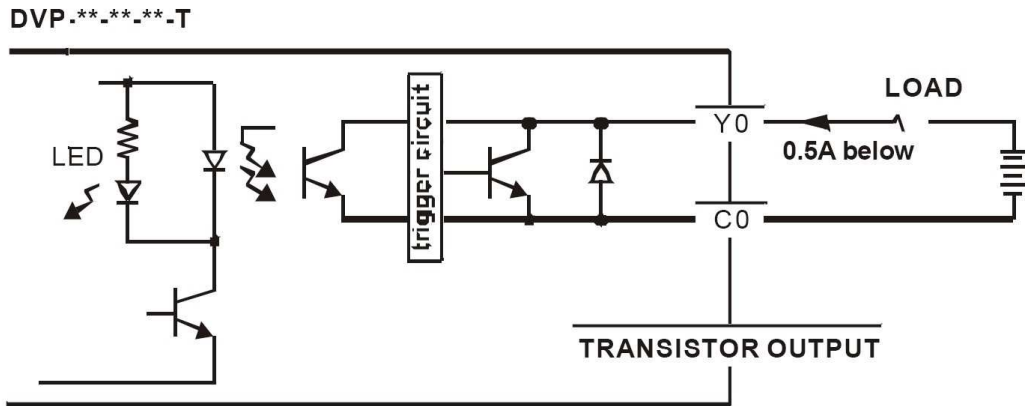 DVP-**-**-**-T
LOAD
Y0
LED
trigger circuit
0.5A below
C0
TRANSISTOR OUTPUT